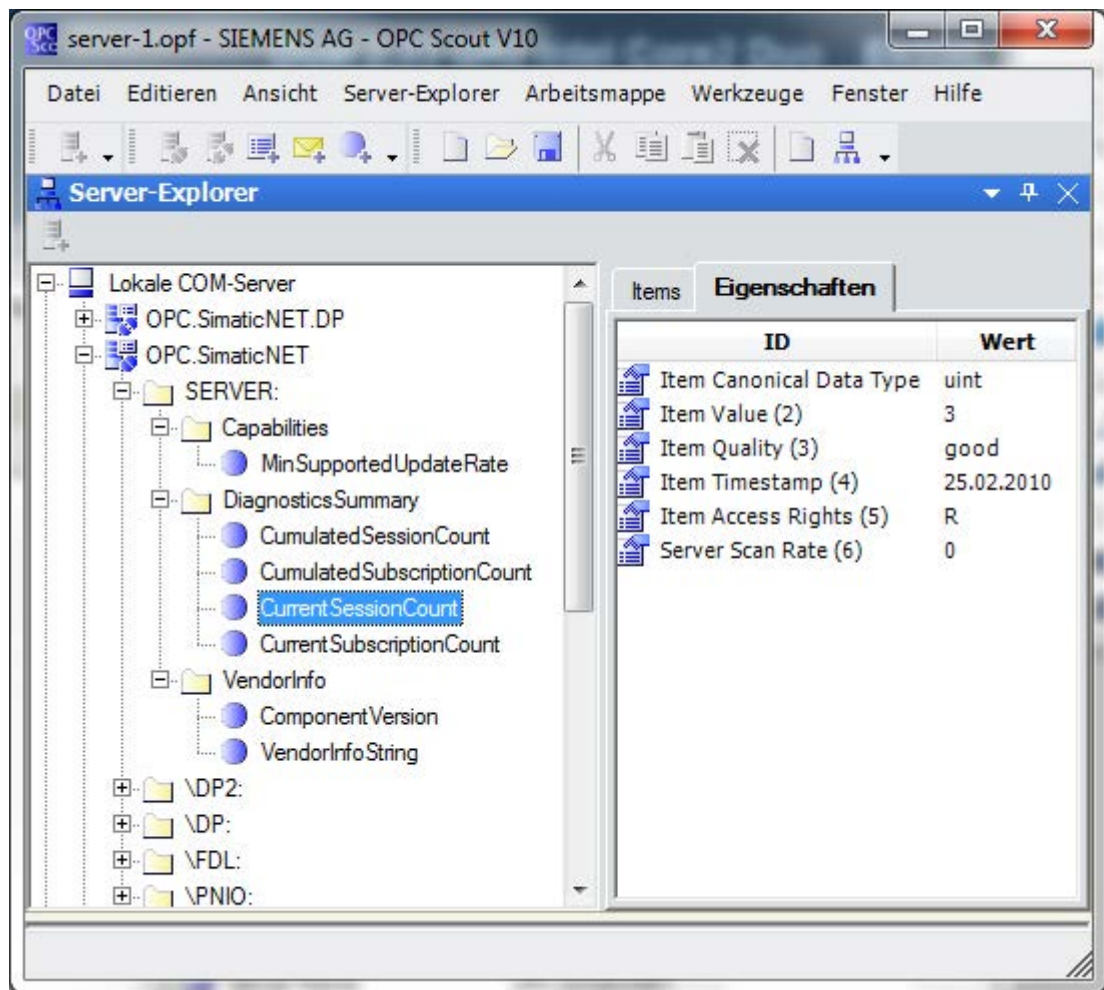 server-1.opf - SIEMENS AG - OPC Scout V10
Datei Editieren Ansicht Server-Explorer Arbeitsmappe Werkzeuge Fenster Hilfe
Server-Explorer
Lokale COM-Server
OPC.SimaticNET.DP
OPC.SimaticNET
SERVER:
Capabilities
MinSupportedUpdateRate
DiagnosticsSummary
CumulatedSessionCount
CumulatedSubscriptionCount
CurrentSessionCount
CurrentSubscriptionCount
VendorInfo
ComponentVersion
VendorInfoString
\DP2:
\DP:
\FDL:
\PNIO:
Items Eigenschaften
ID Wert
Item Canonical Data Type uint
Item Value (2) 3
Item Quality (3) good
Item Timestamp (4) 25.02.2010
Item Access Rights (5) R
Server Scan Rate (6) 0